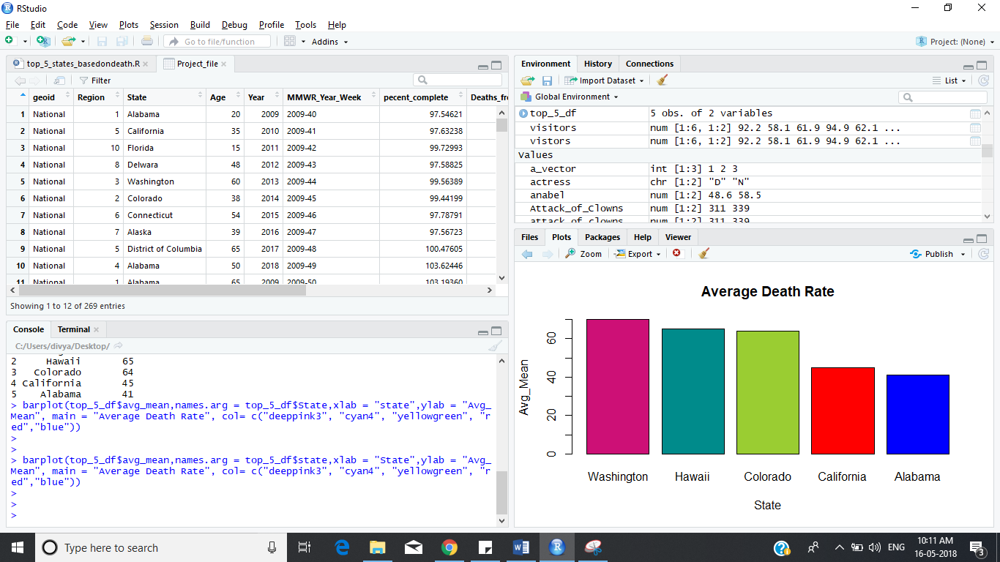 RStudio
File Edit Code View Plots Session Build Debug Profile Tools Help
Go to file/function Addins Project: (None)
top_5_states_basedondeath.R Project_file
Filter
geoid Region State Age Year MMWR_Year_Week pecent_complete Deaths_fro
1 National 1 Alabama 20 2009 2009-40 97.54621
2 National 5 California 35 2010 2009-41 97.63238
3 National 10 Florida 15 2011 2009-42 99.72993
4 National 8 Delwara 48 2012 2009-43 97.58825
5 National 3 Washington 60 2013 2009-44 99.56389
6 National 2 Colorado 38 2014 2009-45 99.44199
7 National 6 Connecticut 54 2015 2009-46 97.78791
8 National 7 Alaska 39 2016 2009-47 97.56723
9 National 5 District of Columbia 65 2017 2009-48 100.47605
10 National 4 Alabama 50 2018 2009-49 103.62446
11 National 1 Alabama 65 2009 2009-50 103.19360
Showing 1 to 12 of 269 entries
Console Terminal
C:/Users/divya/Desktop/
2 Hawaii 65
3 Colorado 64
4 California 45
5 Alabama 41
> barplot(top_5_df$avg_mean,names.arg = top_5_df$State,xlab = "state",ylab = "Avg_
Mean", main = "Average Death Rate", col= c("deeppink3", "cyan4", "yellowgreen", "r
ed","blue"))
>
>
> barplot(top_5_df$avg_mean,names.arg = top_5_df$state,xlab = "State",ylab = "Avg_
Mean", main = "Average Death Rate", col= c("deeppink3", "cyan4", "yellowgreen", "r
ed","blue"))
>
>
>
Environment History Connections
Import Dataset List
Global Environment
top_5_df 5 obs. of 2 variables
visitors num [1:6, 1:2] 92.2 58.1 61.9 94.9 62.1 ...
vistors num [1:6, 1:2] 92.2 58.1 61.9 94.9 62.1 ...
Values
a_vector int [1:3] 1 2 3
actress chr [1:2] "D" "N"
anabel num [1:2] 48.6 58.5
Attack_of_Clowns num [1:2] 311 339
attack_of_clowns num [1:2] 311 339
Files Plots Packages Help Viewer
Zoom Export Publish
Average Death Rate
Avg_Mean
60
40
20
0
Washington Hawaii Colorado California Alabama
State
Type here to search
ENG
10:11 AM
16-05-2018
3